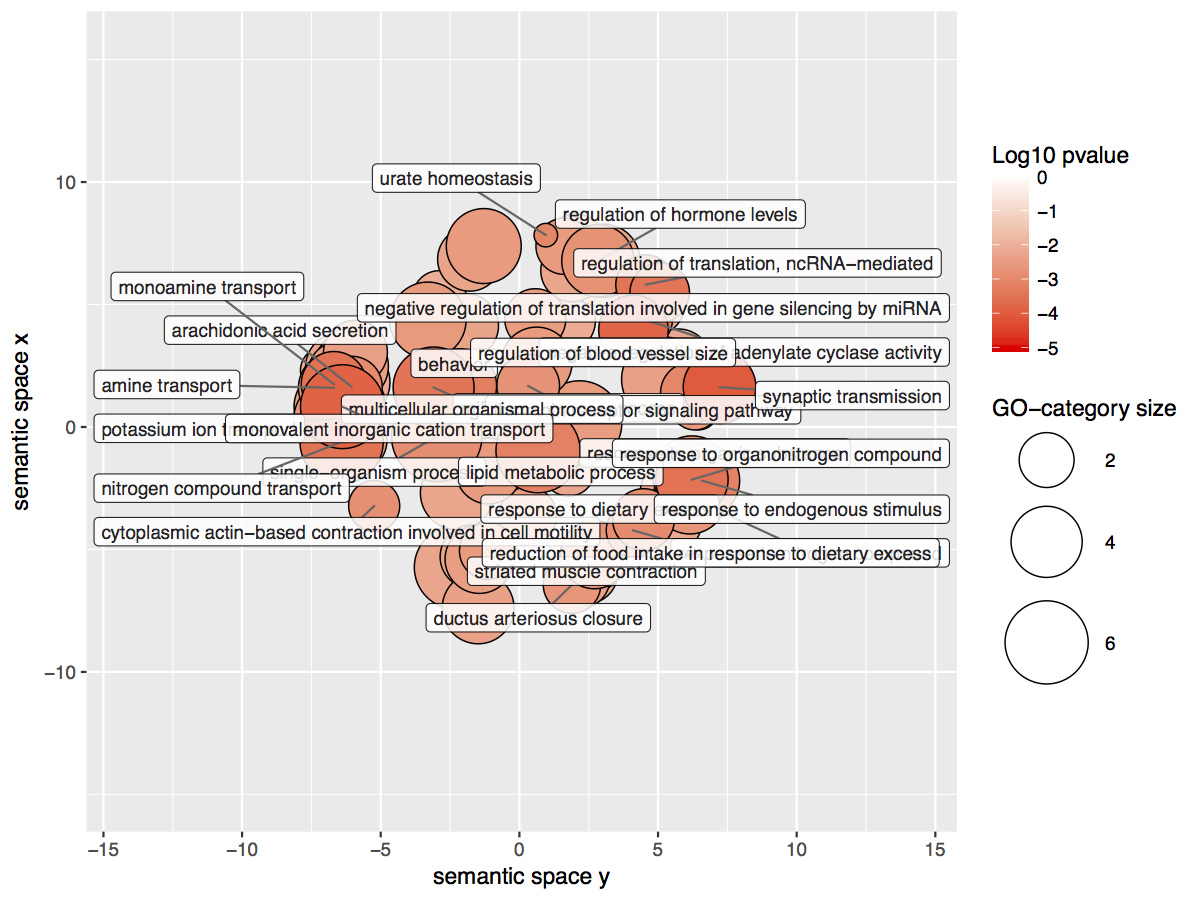 urate homeostasis
regulation of hormone levels
regulation of translation, ncRNA−mediated
monoamine transport
negative regulation of translation involved in gene silencing by miRNA
arachidonic acid secretion
regulation of blood vessel size
adenylate cyclase activity
behavior
amine transport
synaptic transmission
multicellular organismal process
or signaling pathway
potassium ion t
monovalent inorganic cation transport
response to organonitrogen compound
single−organism proce
lipid metabolic process
nitrogen compound transport
response to dietary
response to endogenous stimulus
cytoplasmic actin−based contraction involved in cell motility
reduction of food intake in response to dietary excess
striated muscle contraction
ductus arteriosus closure
10
0
−10
−15
−10
−5
0
5
10
15
semantic space y
semantic space x
Log10 pvalue
0
−1
−2
−3
−4
−5
GO−category size
2
4
6